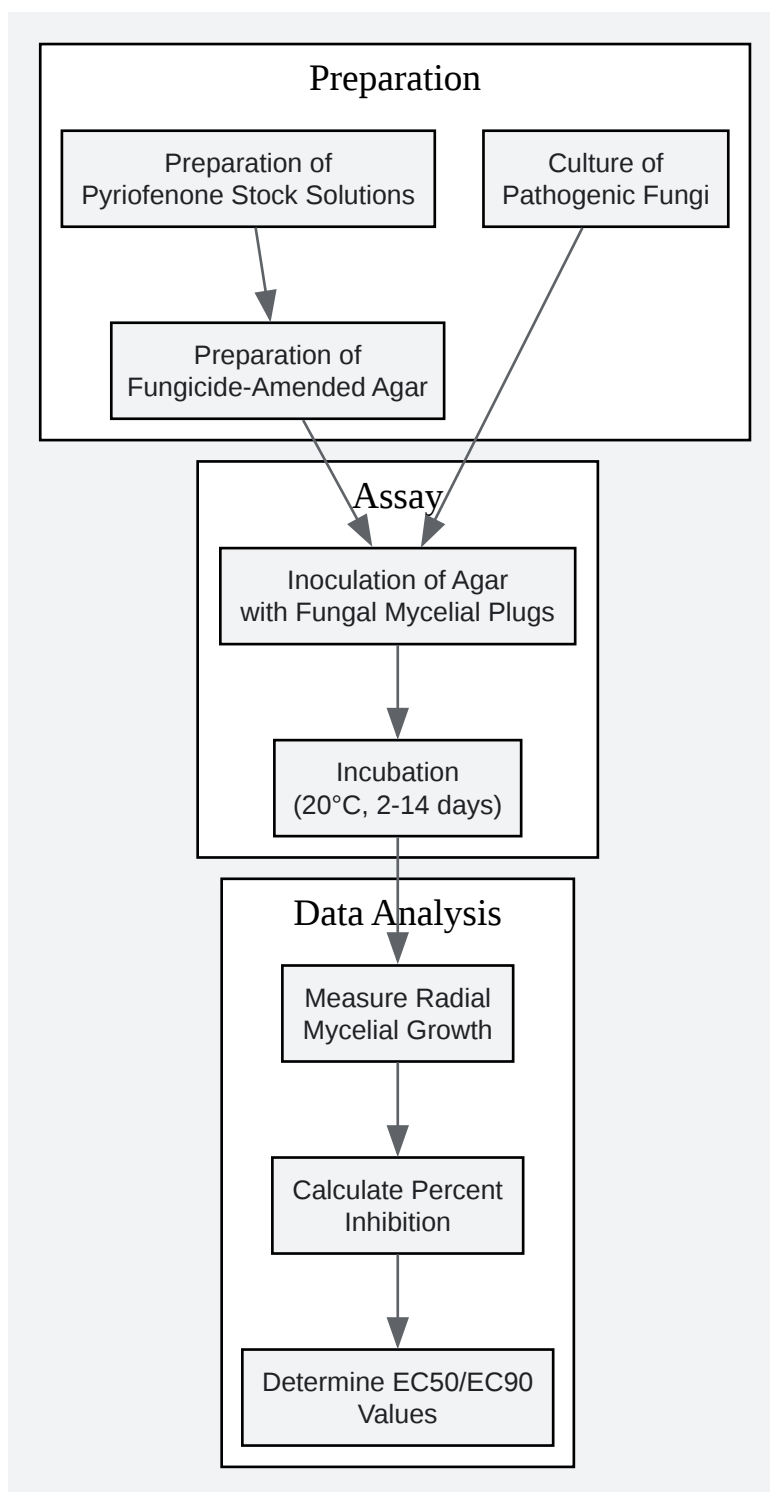 Preparation
Preparation of
Pyriofenone Stock Solutions
Culture of
Pathogenic Fungi
Preparation of
Fungicide-Amended Agar
Assay
Inoculation of Agar
with Fungal Mycelial Plugs
Incubation
(20°C, 2-14 days)
Data Analysis
Measure Radial
Mycelial Growth
Calculate Percent
Inhibition
Determine EC50/EC90
Values